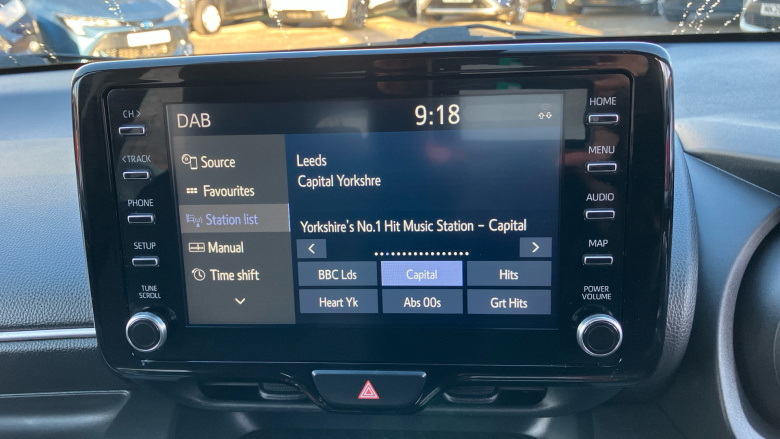 CH >
< TRACK
PHONE
SETUP
TUNE
SCROLL
DAB
9:18
Source
Favourites
Station list
Manual
Time shift
Leeds
Capital Yorkshre
Yorkshire's No.1 Hit Music Station – Capital
<
>
BBC Lds
Capital
Hits
Heart Yk
Abs 00s
Grt Hits
HOME
MENU
AUDIO
MAP
POWER
VOLUME